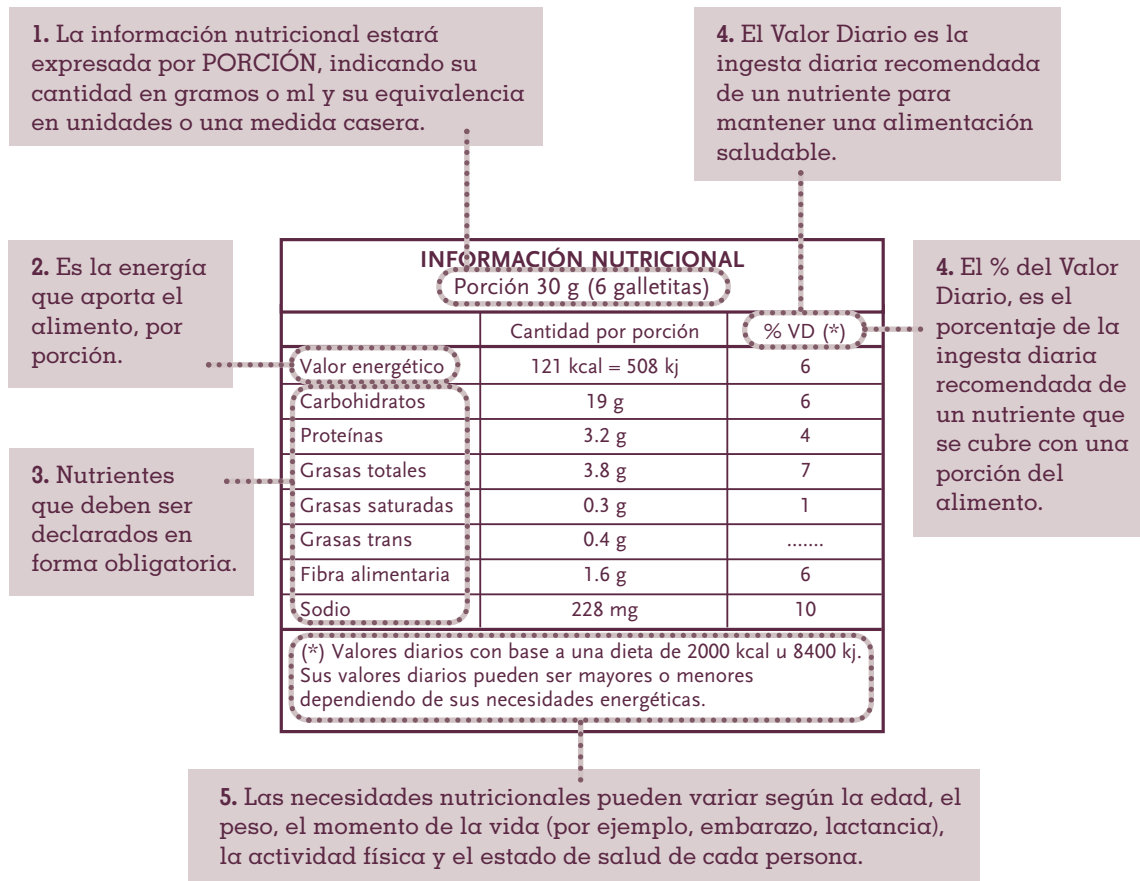 1. La información nutricional estará
expresada por PORCIÓN, indicando su
cantidad en gramos o ml y su equivalencia
en unidades o una medida casera.
4. El Valor Diario es la
ingesta diaria recomendada
de un nutriente para
mantener una alimentación
saludable.
2. Es la energía
que aporta el
alimento, por
porción.
3. Nutrientes
que deben ser
declarados en
forma obligatoria.
INFORMACIÓN NUTRICIONAL
Porción 30 g (6 galletitas)
Cantidad por porción % VD (*)
Valor energético 121 kcal = 508 kj 6
Carbohidratos 19 g 6
Proteínas 3.2 g 4
Grasas totales 3.8 g 7
Grasas saturadas 0.3 g 1
Grasas trans 0.4 g .......
Fibra alimentaria 1.6 g 6
Sodio 228 mg 10
(*) Valores diarios con base a una dieta de 2000 kcal u 8400 kj.
Sus valores diarios pueden ser mayores o menores
dependiendo de sus necesidades energéticas.
4. El % del Valor
Diario, es el
porcentaje de la
ingesta diaria
recomendada de
un nutriente que
se cubre con una
porción del
alimento.
5. Las necesidades nutricionales pueden variar según la edad, el
peso, el momento de la vida (por ejemplo, embarazo, lactancia),
la actividad física y el estado de salud de cada persona.